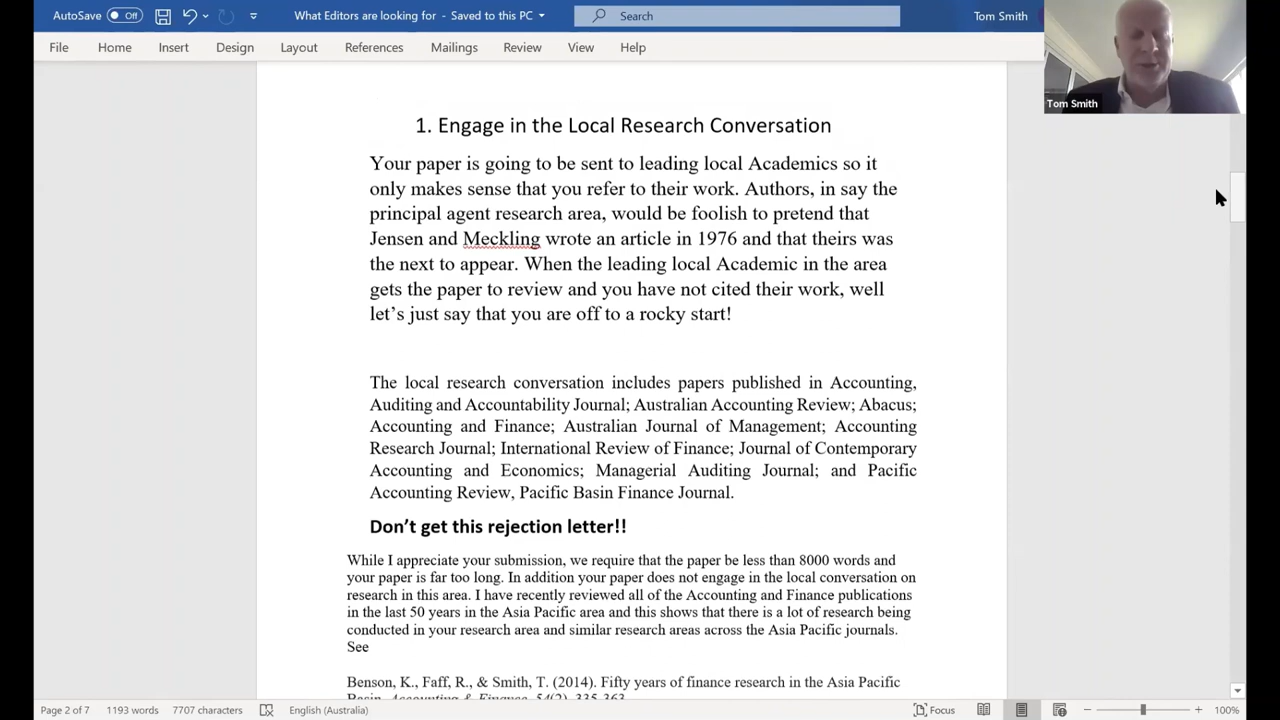 AutoSave Off What Editors are looking for - Saved to this PC Search Tom Smith
File Home Insert Design Layout References Mailings Review View Help
Tom Smith
1. Engage in the Local Research Conversation
Your paper is going to be sent to leading local Academics so it
only makes sense that you refer to their work. Authors, in say the
principal agent research area, would be foolish to pretend that
Jensen and Meckling wrote an article in 1976 and that theirs was
the next to appear. When the leading local Academic in the area
gets the paper to review and you have not cited their work, well
let’s just say that you are off to a rocky start!
The local research conversation includes papers published in Accounting,
Auditing and Accountability Journal; Australian Accounting Review; Abacus;
Accounting and Finance; Australian Journal of Management; Accounting
Research Journal; International Review of Finance; Journal of Contemporary
Accounting and Economics; Managerial Auditing Journal; and Pacific
Accounting Review, Pacific Basin Finance Journal.
Don’t get this rejection letter!!
While I appreciate your submission, we require that the paper be less than 8000 words and
your paper is far too long. In addition your paper does not engage in the local conversation on
research in this area. I have recently reviewed all of the Accounting and Finance publications
in the last 50 years in the Asia Pacific area and this shows that there is a lot of research being
conducted in your research area and similar research areas across the Asia Pacific journals.
See
Benson, K., Faff, R., & Smith, T. (2014). Fifty years of finance research in the Asia Pacific
Basin. Accounting & Finance, 54(2), 335-363.
Page 2 of 7 1193 words 7707 characters English (Australia) Focus 100%